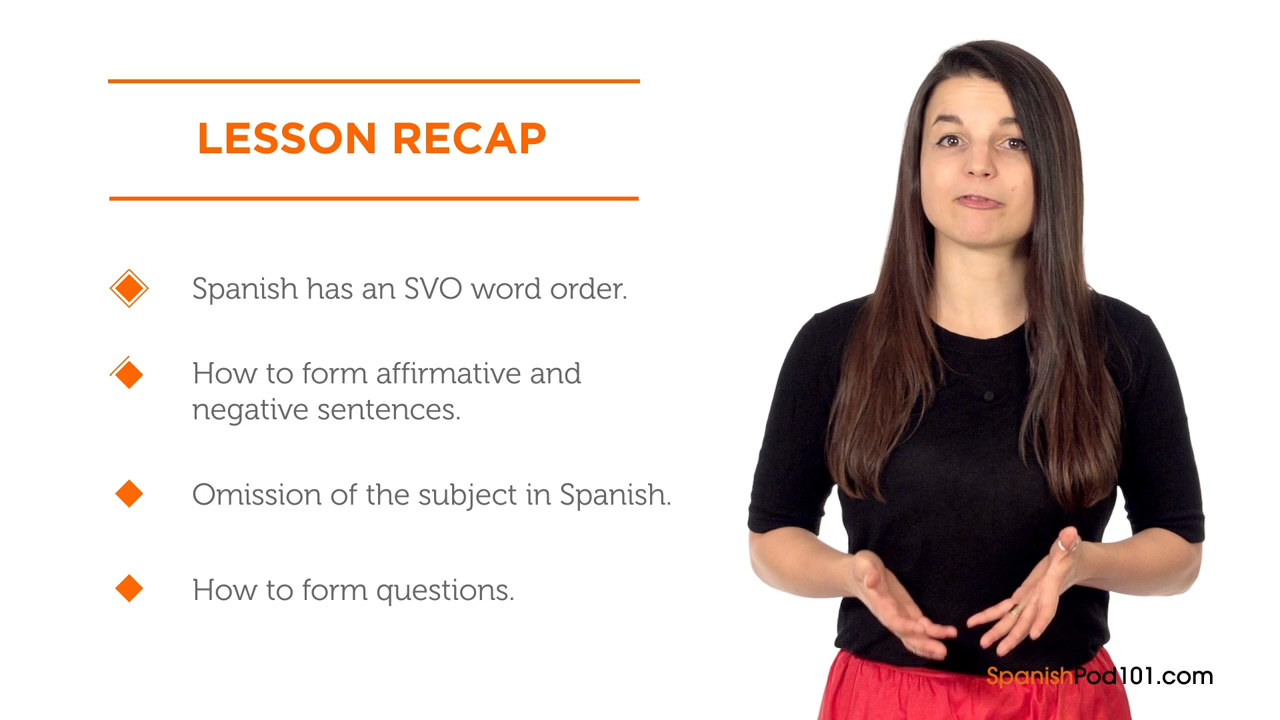 LESSON RECAP
Spanish has an SVO word order.
How to form affirmative and
negative sentences.
Omission of the subject in Spanish.
How to form questions.
SpanishPod101.com